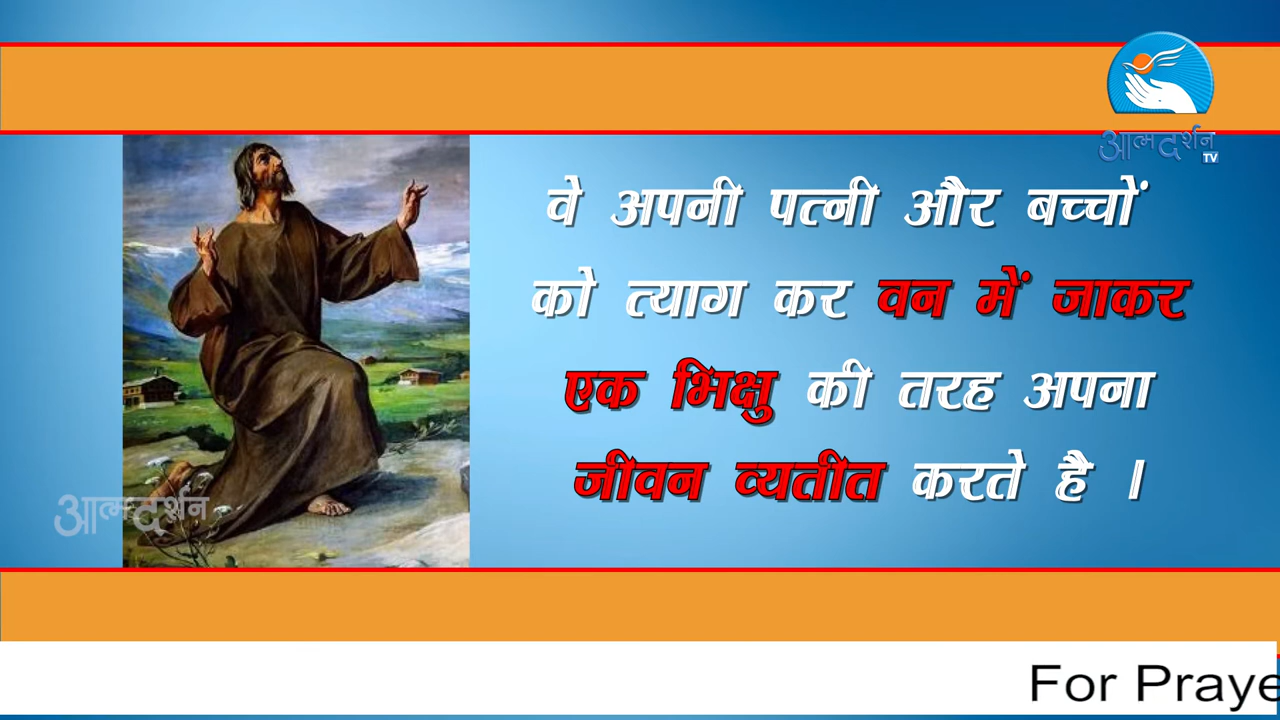 आत्मदर्शन
TV
वे अपनी पत्नी और बच्चों
को त्याग कर वन में जाकर
एक भिक्षु की तरह अपना
जीवन व्यतीत करते है ।
आत्मदर्शन
For Praye